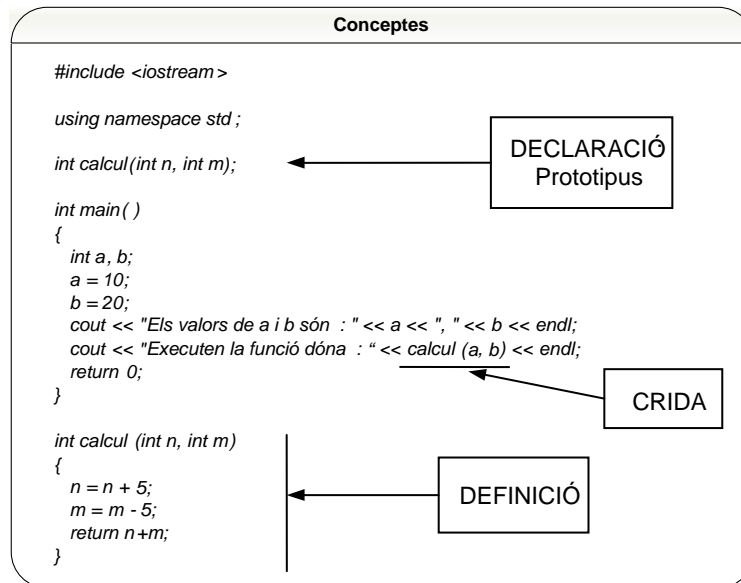 Conceptes
#include <iostream>
using namespace std ;
int calcul(int n, int m);
DECLARACIÓ
Prototipus
int main( )
{
int a, b;
a = 10;
b = 20;
cout << "Els valors de a i b són : " << a << ", " << b << endl;
cout << "Executen la funció dóna : “ << calcul (a, b) << endl;
return 0;
}
CRIDA
int calcul (int n, int m)
{
n = n + 5;
m = m - 5;
return n+m;
}
DEFINICIÓ